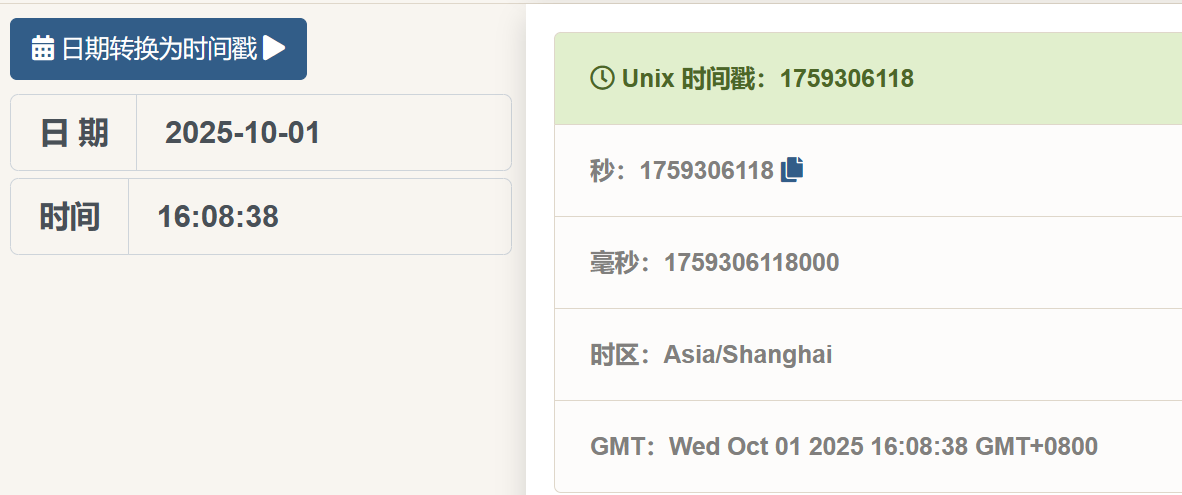 日期转换为时间戳
日 期 2025-10-01
时间 16:08:38
Unix 时间戳：1759306118
秒：1759306118
毫秒：1759306118000
时区：Asia/Shanghai
GMT：Wed Oct 01 2025 16:08:38 GMT+0800